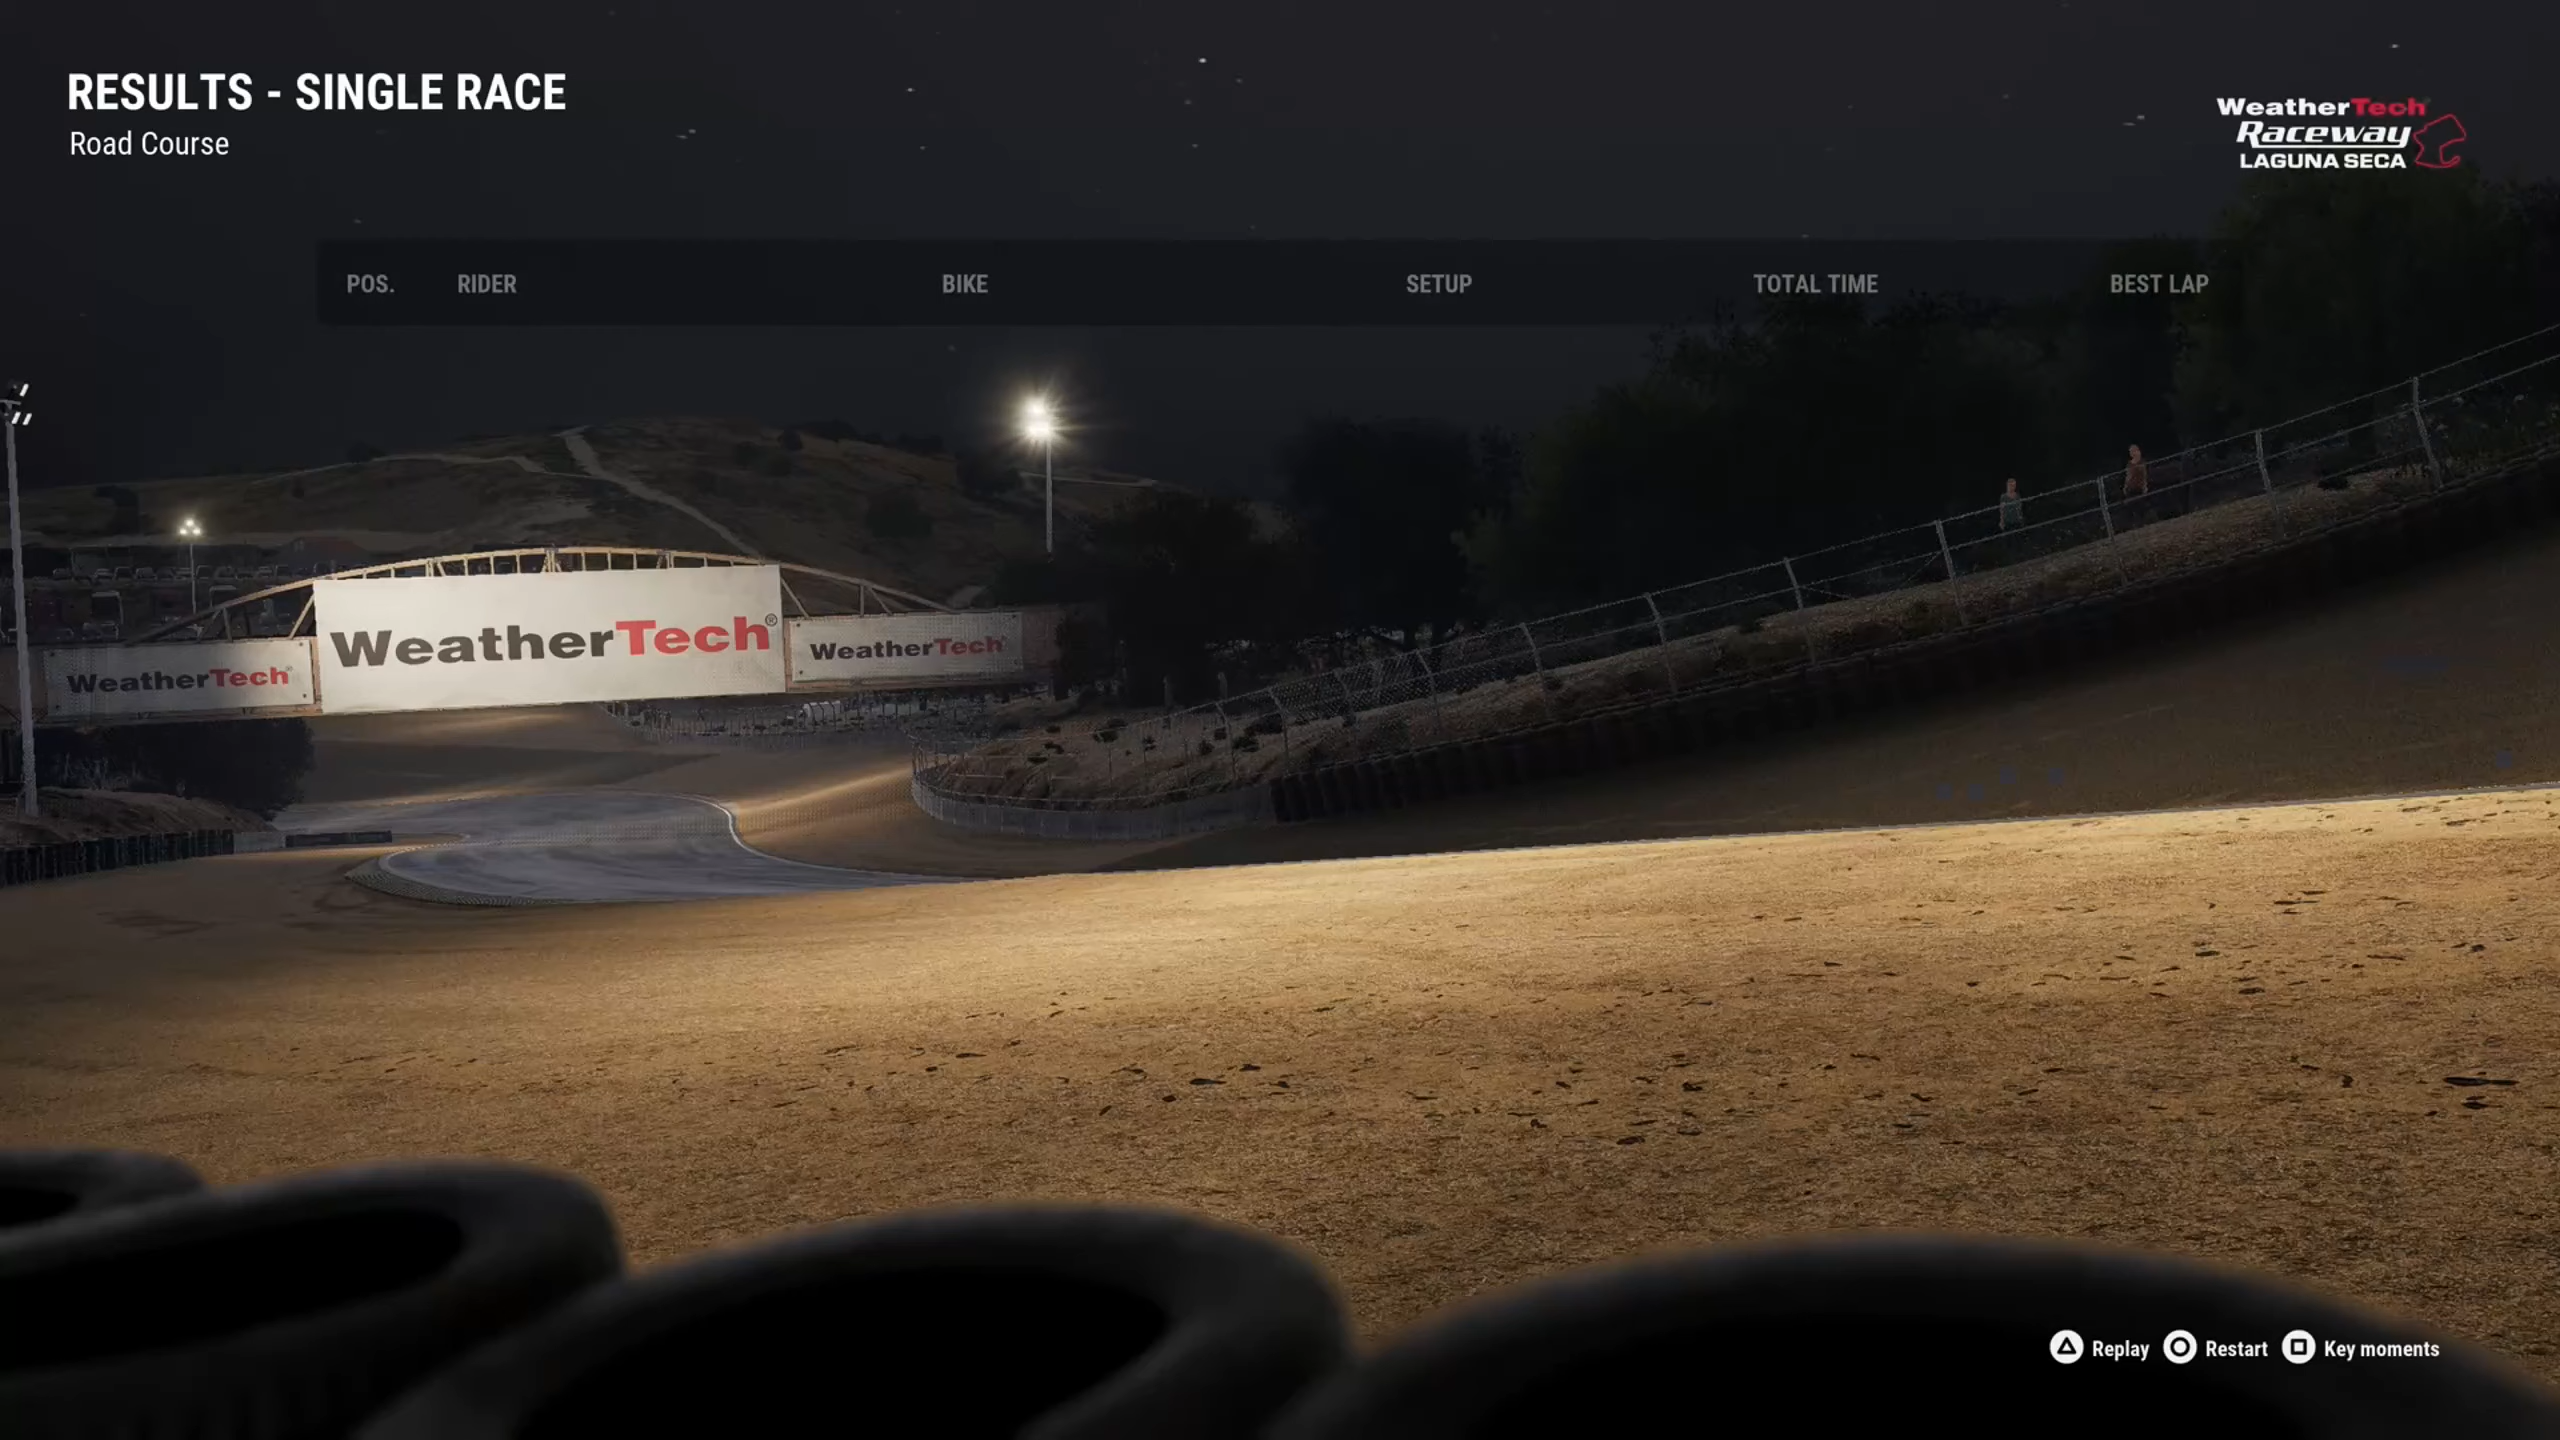 RESULTS - SINGLE RACE
Road Course
WeatherTech
Raceway
LAGUNA SECA
POS. RIDER BIKE SETUP TOTAL TIME BEST LAP
WeatherTech® WeatherTech® WeatherTech
Replay Restart Key moments